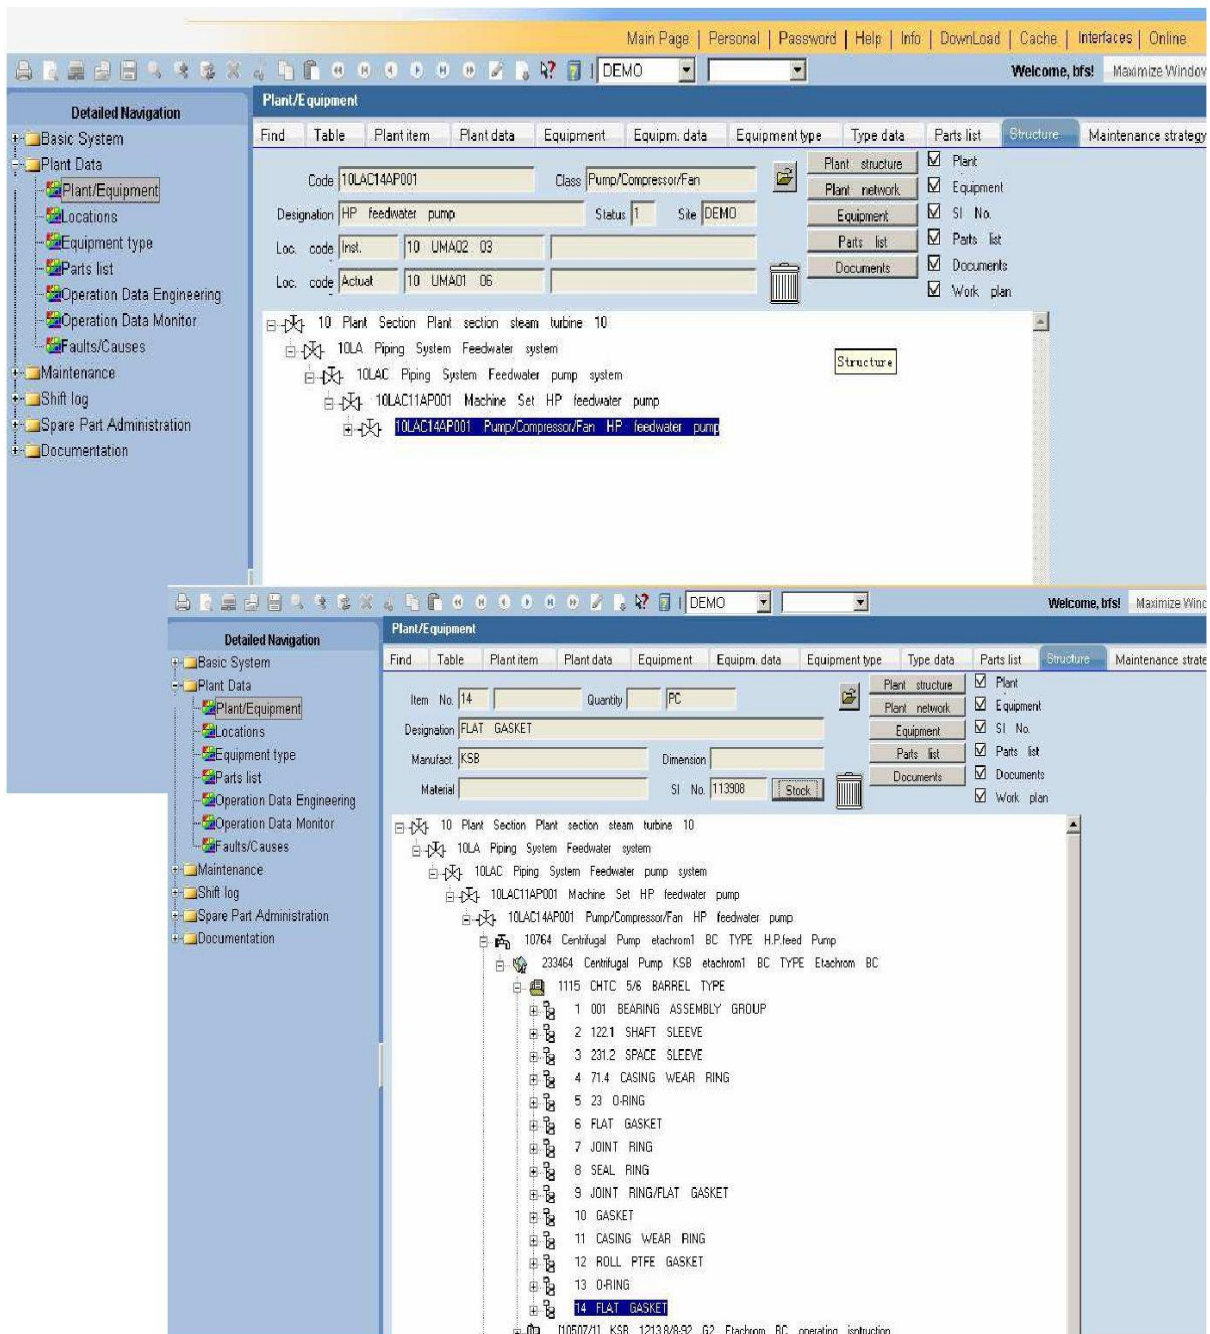 Main Page | Personal | Password | Help | Info | DownLoad | Cache | Interfaces | Online
DEMO
Welcome, bfs! Maximize Window
Detailed Navigation
Basic System
Plant Data
Plant/Equipment
Locations
Equipment type
Parts list
Operation Data Engineering
Operation Data Monitor
Faults/Causes
Maintenance
Shift log
Spare Part Administration
Documentation
Plant/Equipment
Find Table Plant item Plant data Equipment Equipm. data Equipment type Type data Parts list Structure Maintenance strategy
Code 10LAC14AP001 Class Pump/Compressor/Fan
Designation HP feedwater pump Status 1 Site DEMO
Loc. code Inst. 10 UMA02 03
Loc. code Actual 10 UMA01 06
Plant structure Plant
Plant network Equipment
Equipment SI No.
Parts list Parts list
Documents Documents
Work plan
10 Plant Section Plant section steam turbine 10
10LA Piping System Feedwater system
10LAC Piping System Feedwater pump system
10LAC11AP001 Machine Set HP feedwater pump
10LAC14AP001 Pump/Compressor/Fan HP feedwater pump
Structure
DEMO
Welcome, bfs! Maximize Winc
Detailed Navigation
Basic System
Plant Data
Plant/Equipment
Locations
Equipment type
Parts list
Operation Data Engineering
Operation Data Monitor
Faults/Causes
Maintenance
Shift log
Spare Part Administration
Documentation
Plant/Equipment
Find Table Plant item Plant data Equipment Equipm. data Equipment type Type data Parts list Structure Maintenance strate
Item No. 14 Quantity PC
Designation FLAT GASKET
Manufact. KSB Dimension
Material SI No. 113908 Stock
Plant structure Plant
Plant network Equipment
Equipment SI No.
Parts list Parts list
Documents Documents
Work plan
10 Plant Section Plant section steam turbine 10
10LA Piping System Feedwater system
10LAC Piping System Feedwater pump system
10LAC11AP001 Machine Set HP feedwater pump
10LAC14AP001 Pump/Compressor/Fan HP feedwater pump
10764 Centrifugal Pump etachrom1 BC TYPE H.P.feed Pump
233464 Centrifugal Pump KSB etachrom1 BC TYPE Etachrom BC
1115 CHTC 5/6 BARREL TYPE
1 001 BEARING ASSEMBLY GROUP
2 122.1 SHAFT SLEEVE
3 231.2 SPACE SLEEVE
4 71.4 CASING WEAR RING
5 23 O-RING
6 FLAT GASKET
7 JOINT RING
8 SEAL RING
9 JOINT RING/FLAT GASKET
10 GASKET
11 CASING WEAR RING
12 ROLL PTFE GASKET
13 O-RING
14 FLAT GASKET
[10507/1] KSB 1213.8/8-92 G2 Etachrom BC operating isntruction